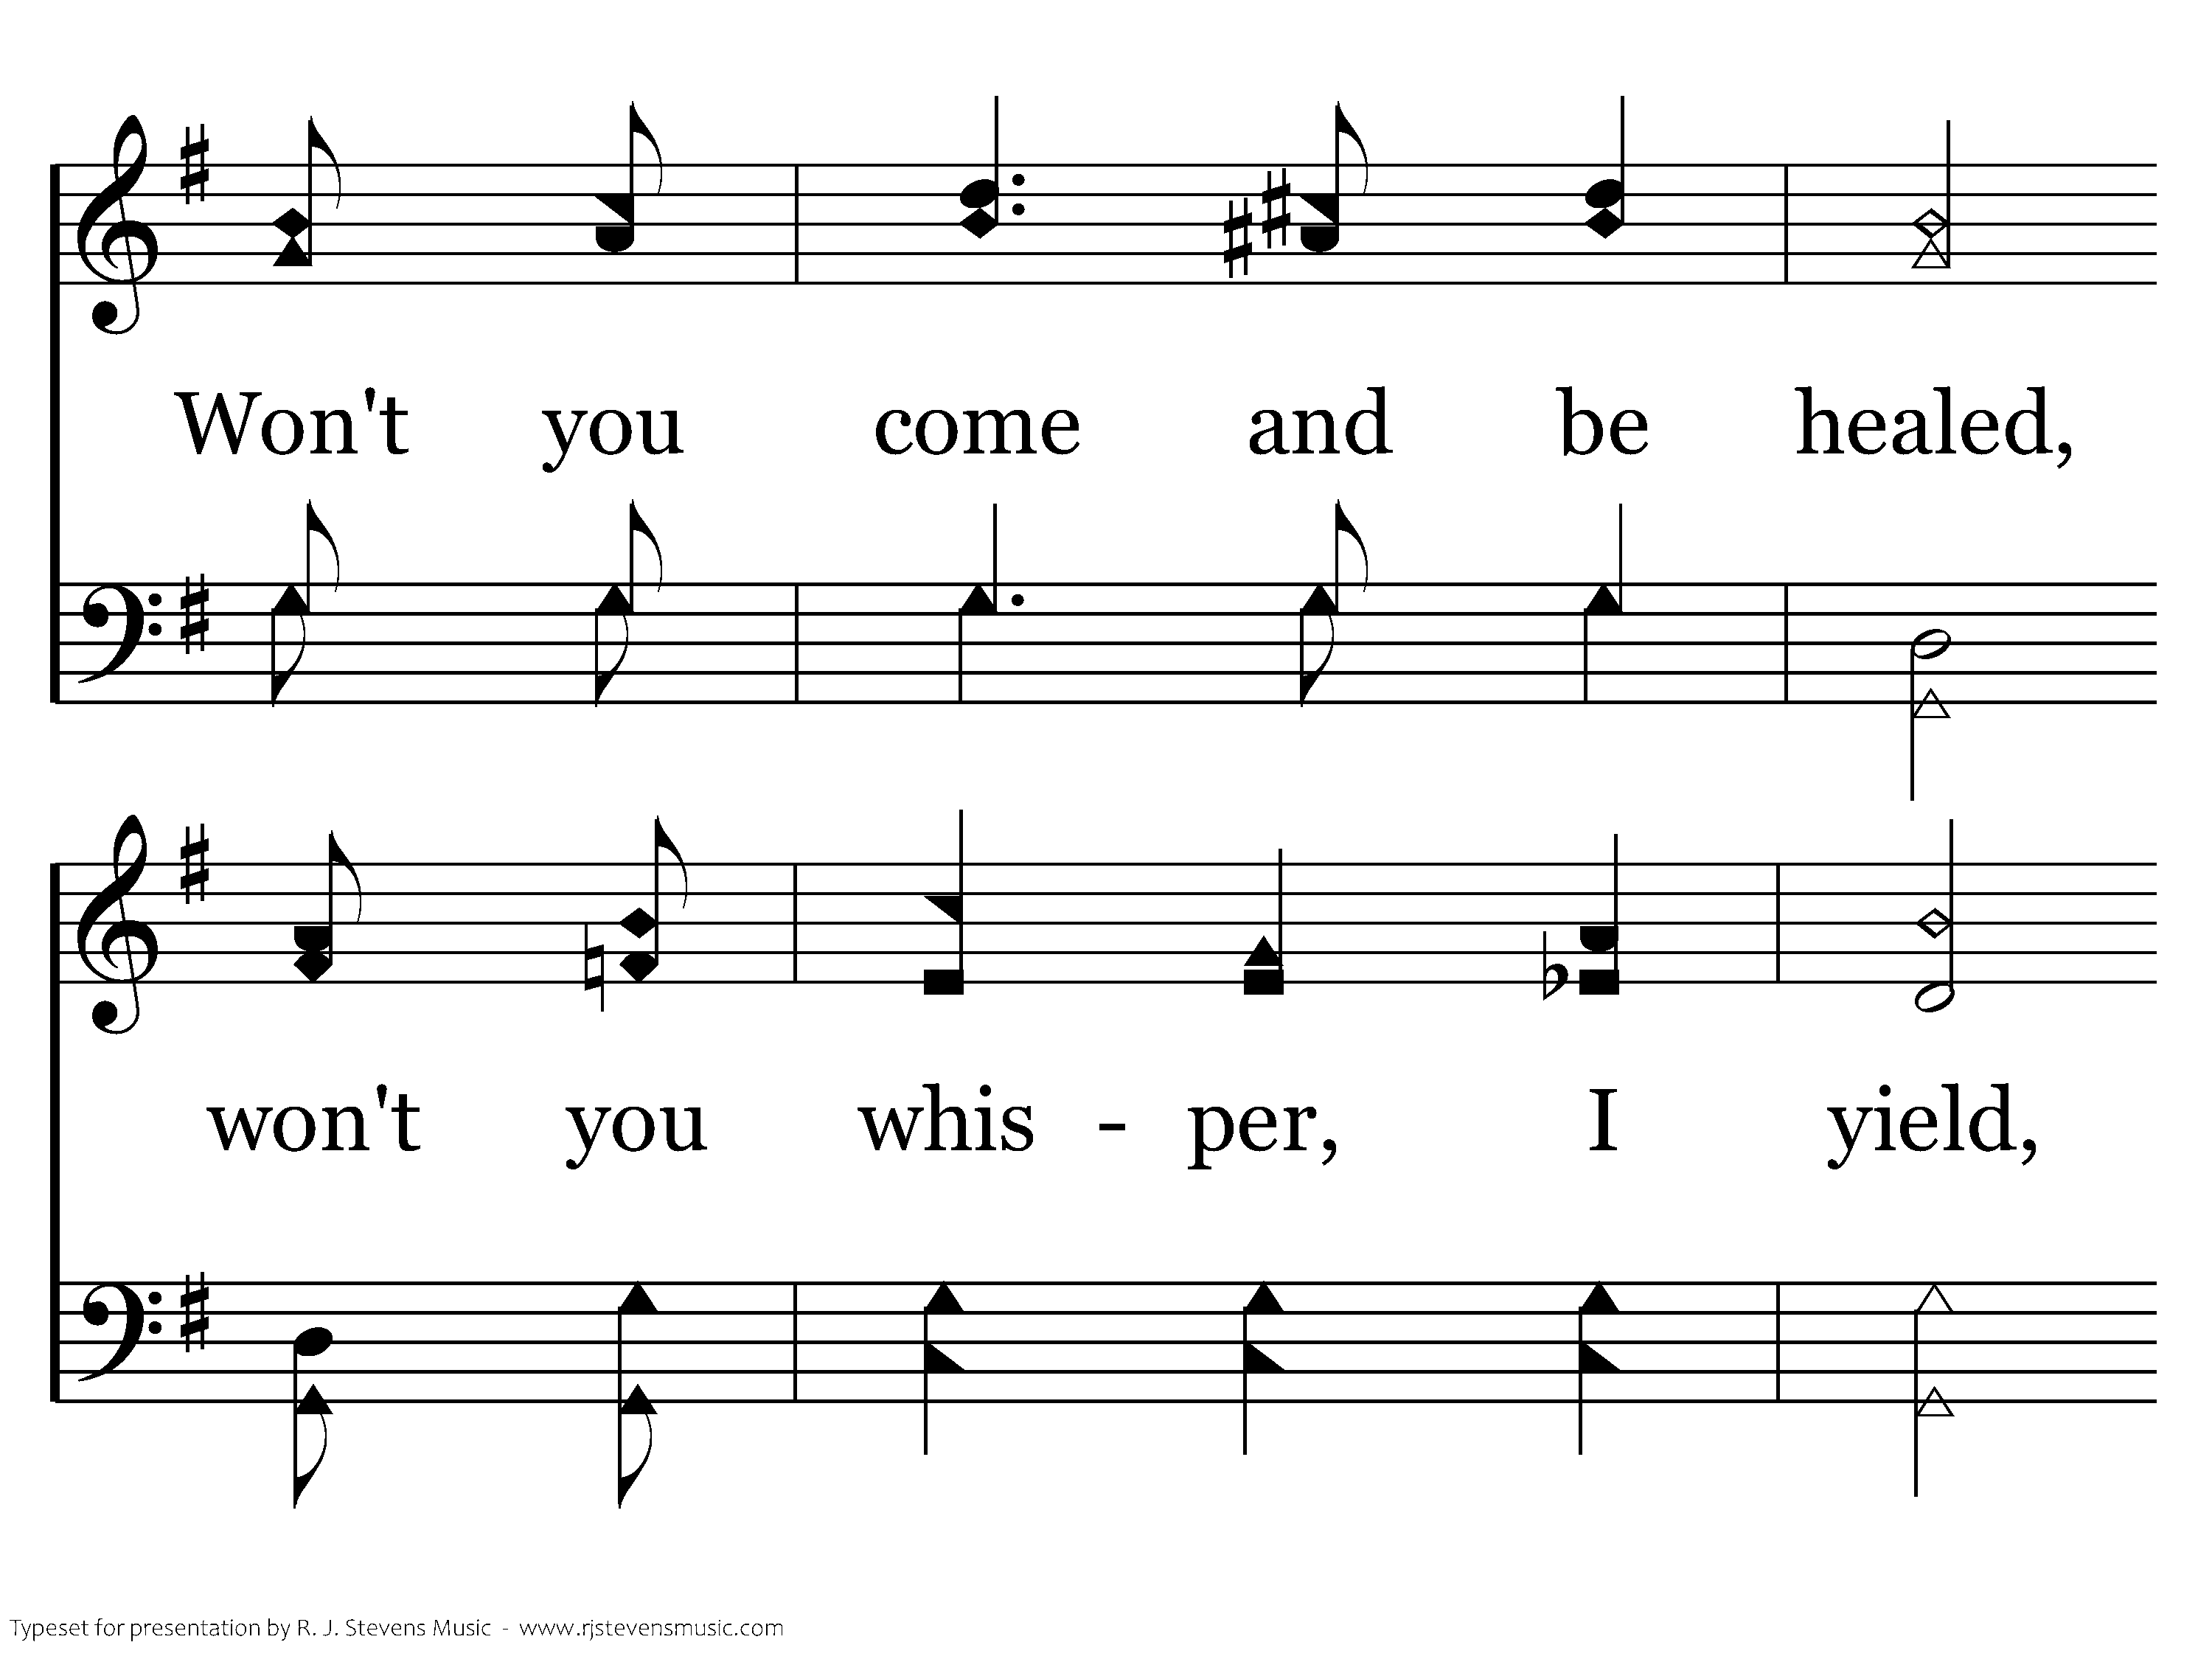 Won't you come and be healed,
won't you whis - per, I yield,
Typeset for presentation by R. J. Stevens Music - www.rjstevensmusic.com